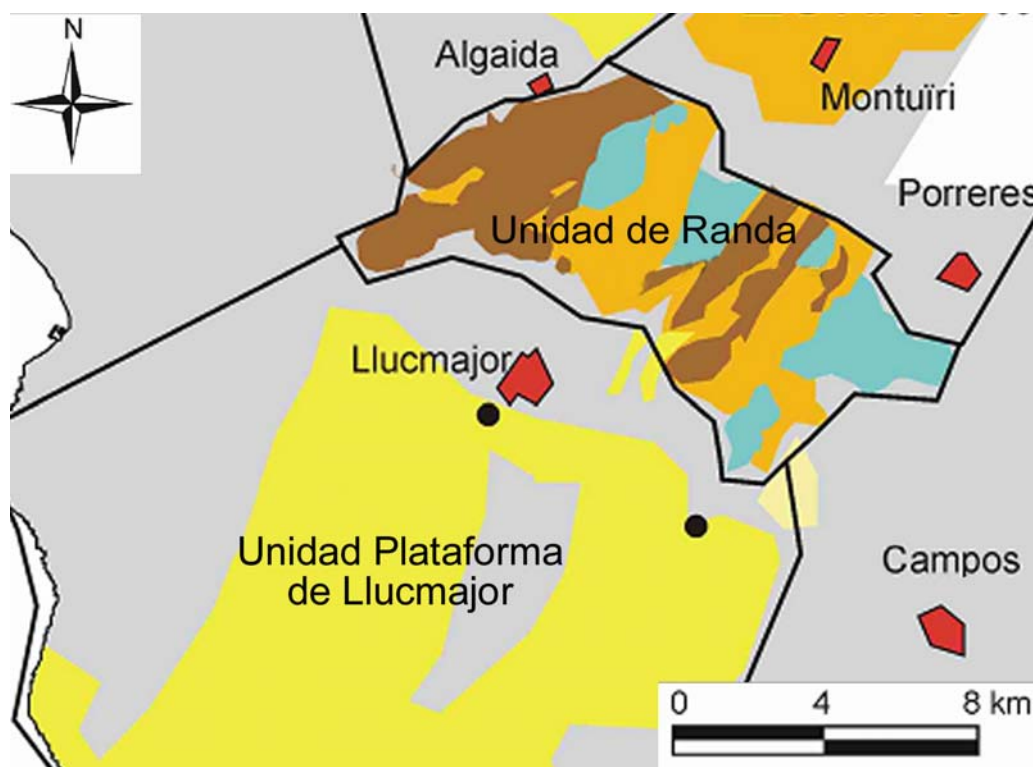 N
Algaida
Montuïri
Porreres
Unidad de Randa
Llucmajor
Unidad Plataforma
de Llucmajor
Campos
0 4 8 km